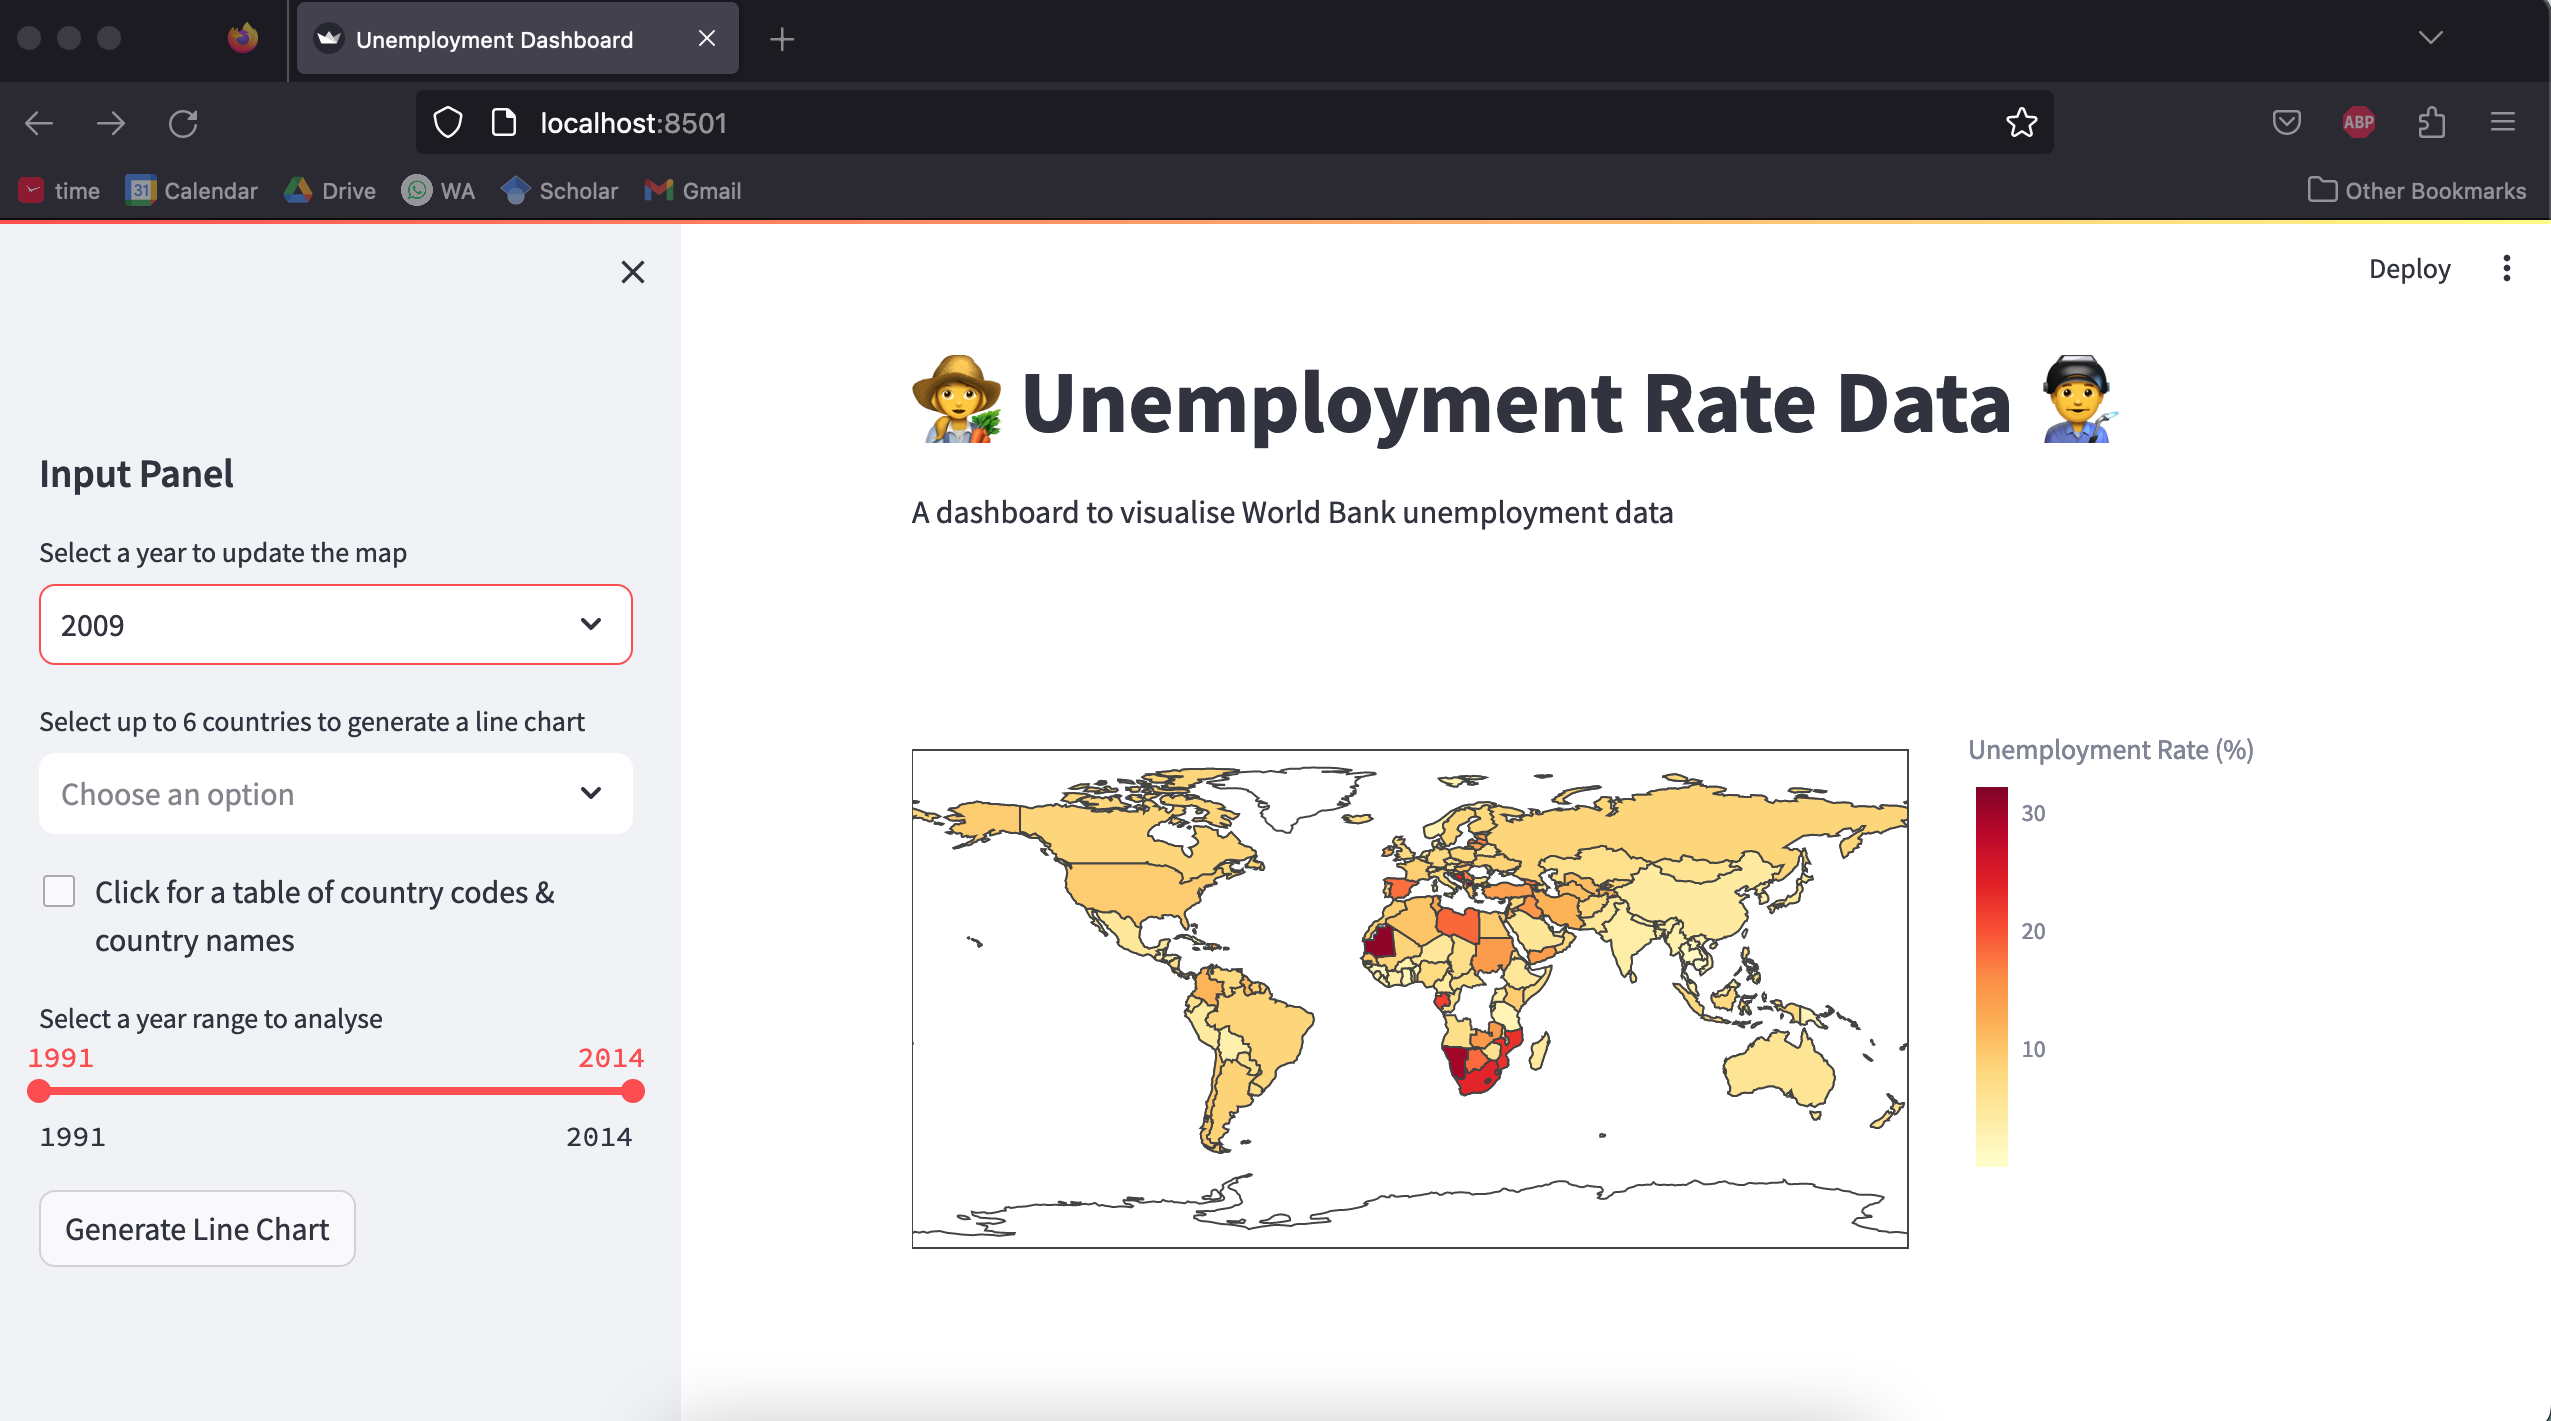 Unemployment Dashboard
localhost:8501
ABP
time
31
Calendar
Drive
WA
Scholar
Gmail
Other Bookmarks
Deploy
Unemployment Rate Data
A dashboard to visualise World Bank unemployment data
Input Panel
Select a year to update the map
2009
Select up to 6 countries to generate a line chart
Choose an option
Click for a table of country codes &
country names
Select a year range to analyse
1991
2014
1991
2014
Generate Line Chart
Unemployment Rate (%)
30
20
10